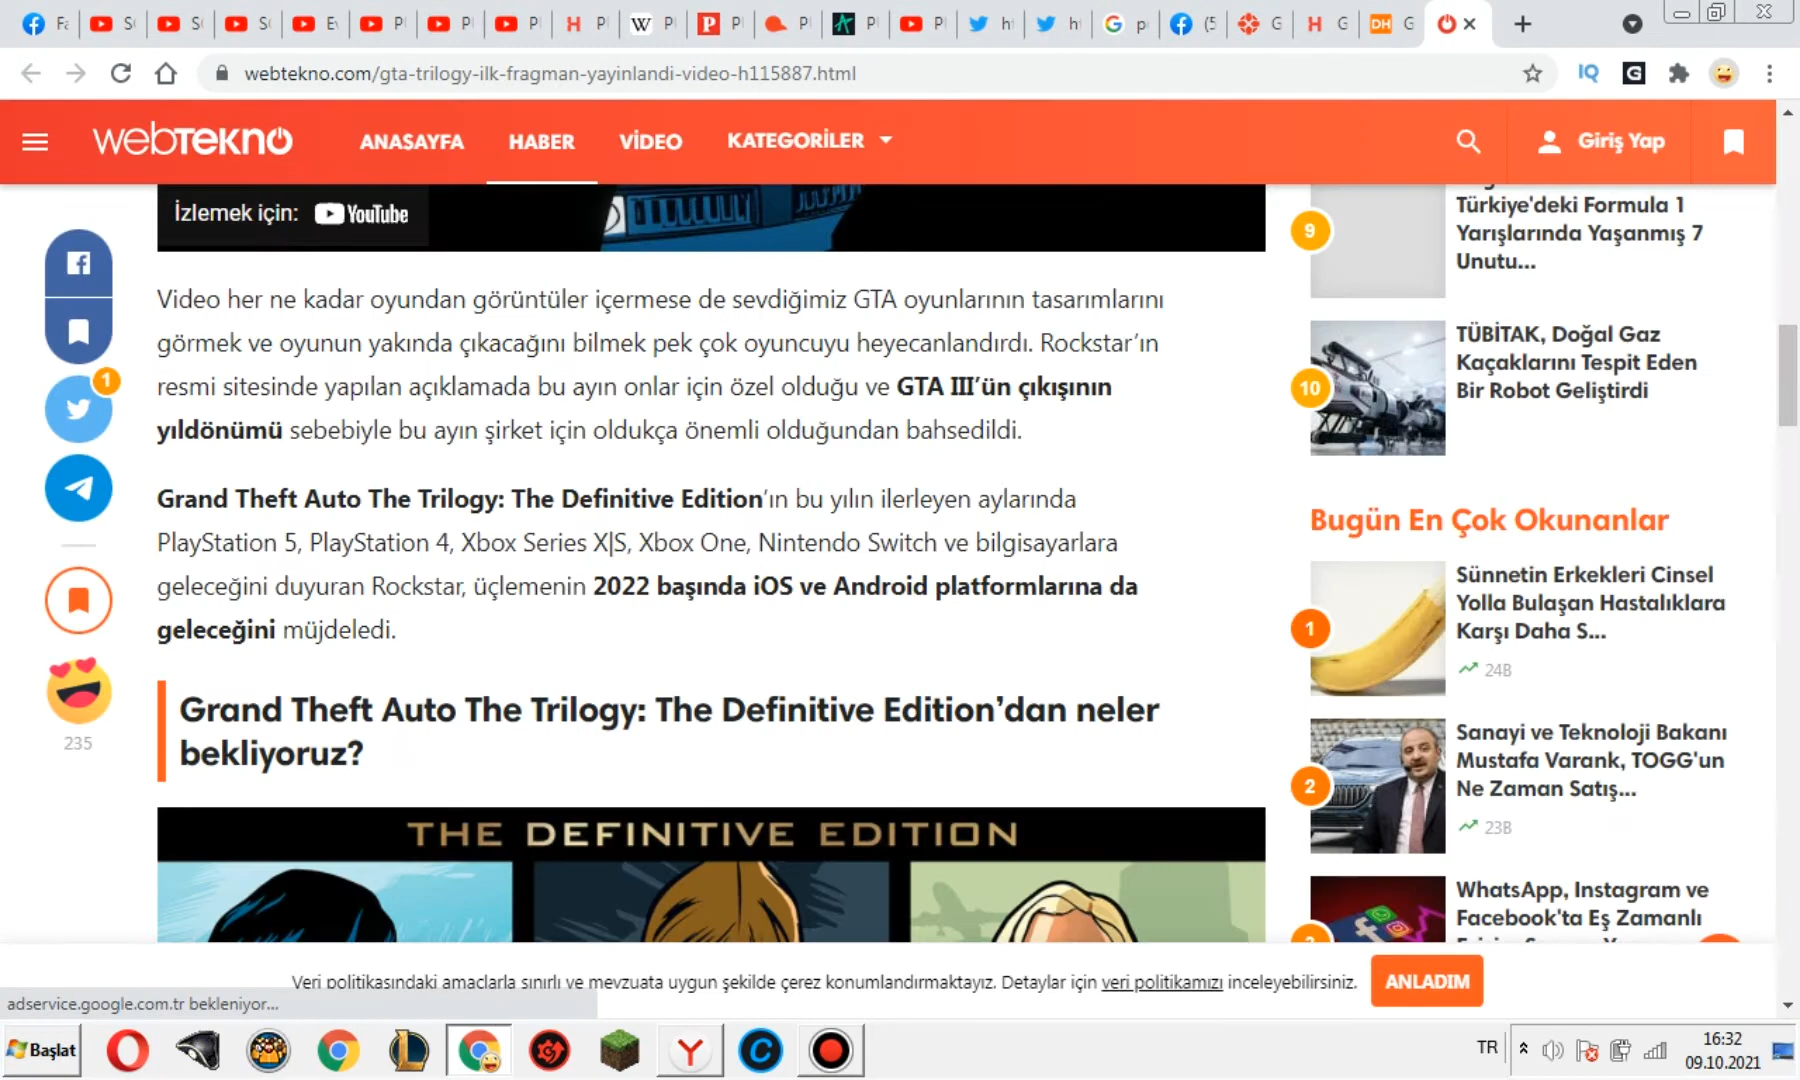 Fa
S
S
S
E
P
P
P
P
W P
P
P
P
P
h
h
G p
(5
G
H G
DH G
webtekno.com/gta-trilogy-ilk-fragman-yayinlandi-video-h115887.html
IQ
webTEKNO
ANASAYFA
HABER
VİDEO
KATEGORİLER
Giriş Yap
İzlemek için: YouTube
1
235
Video her ne kadar oyundan görüntüler içermese de sevdiğimiz GTA oyunlarının tasarımlarını
görmek ve oyunun yakında çıkacağını bilmek pek çok oyuncuyu heyecanlandırdı. Rockstar’ın
resmi sitesinde yapılan açıklamada bu ayın onlar için özel olduğu ve GTA III’ün çıkışının
yıldönümü sebebiyle bu ayın şirket için oldukça önemli olduğundan bahsedildi.
Grand Theft Auto The Trilogy: The Definitive Edition’ın bu yılın ilerleyen aylarında
PlayStation 5, PlayStation 4, Xbox Series X|S, Xbox One, Nintendo Switch ve bilgisayarlara
geleceğini duyuran Rockstar, üçlemenin 2022 başında iOS ve Android platformlarına da
geleceğini müjdeledi.
Grand Theft Auto The Trilogy: The Definitive Edition’dan neler
bekliyoruz?
THE DEFINITIVE EDITION
9
Türkiye'deki Formula 1
Yarışlarında Yaşanmış 7
Unutu...
10
TÜBİTAK, Doğal Gaz
Kaçaklarını Tespit Eden
Bir Robot Geliştirdi
Bugün En Çok Okunanlar
1
Sünnetin Erkekleri Cinsel
Yolla Bulaşan Hastalıklara
Karşı Daha S...
24B
2
Sanayi ve Teknoloji Bakanı
Mustafa Varank, TOGG'un
Ne Zaman Satış...
23B
WhatsApp, Instagram ve
Facebook'ta Eş Zamanlı
Veri politikasındaki amaçlarla sınırlı ve mevzuata uygun şekilde çerez konumlandırmaktayız. Detaylar için veri politikamızı inceleyebilirsiniz.
ANLADIM
adservice.google.com.tr bekleniyor...
Başlat
TR
16:32
09.10.2021